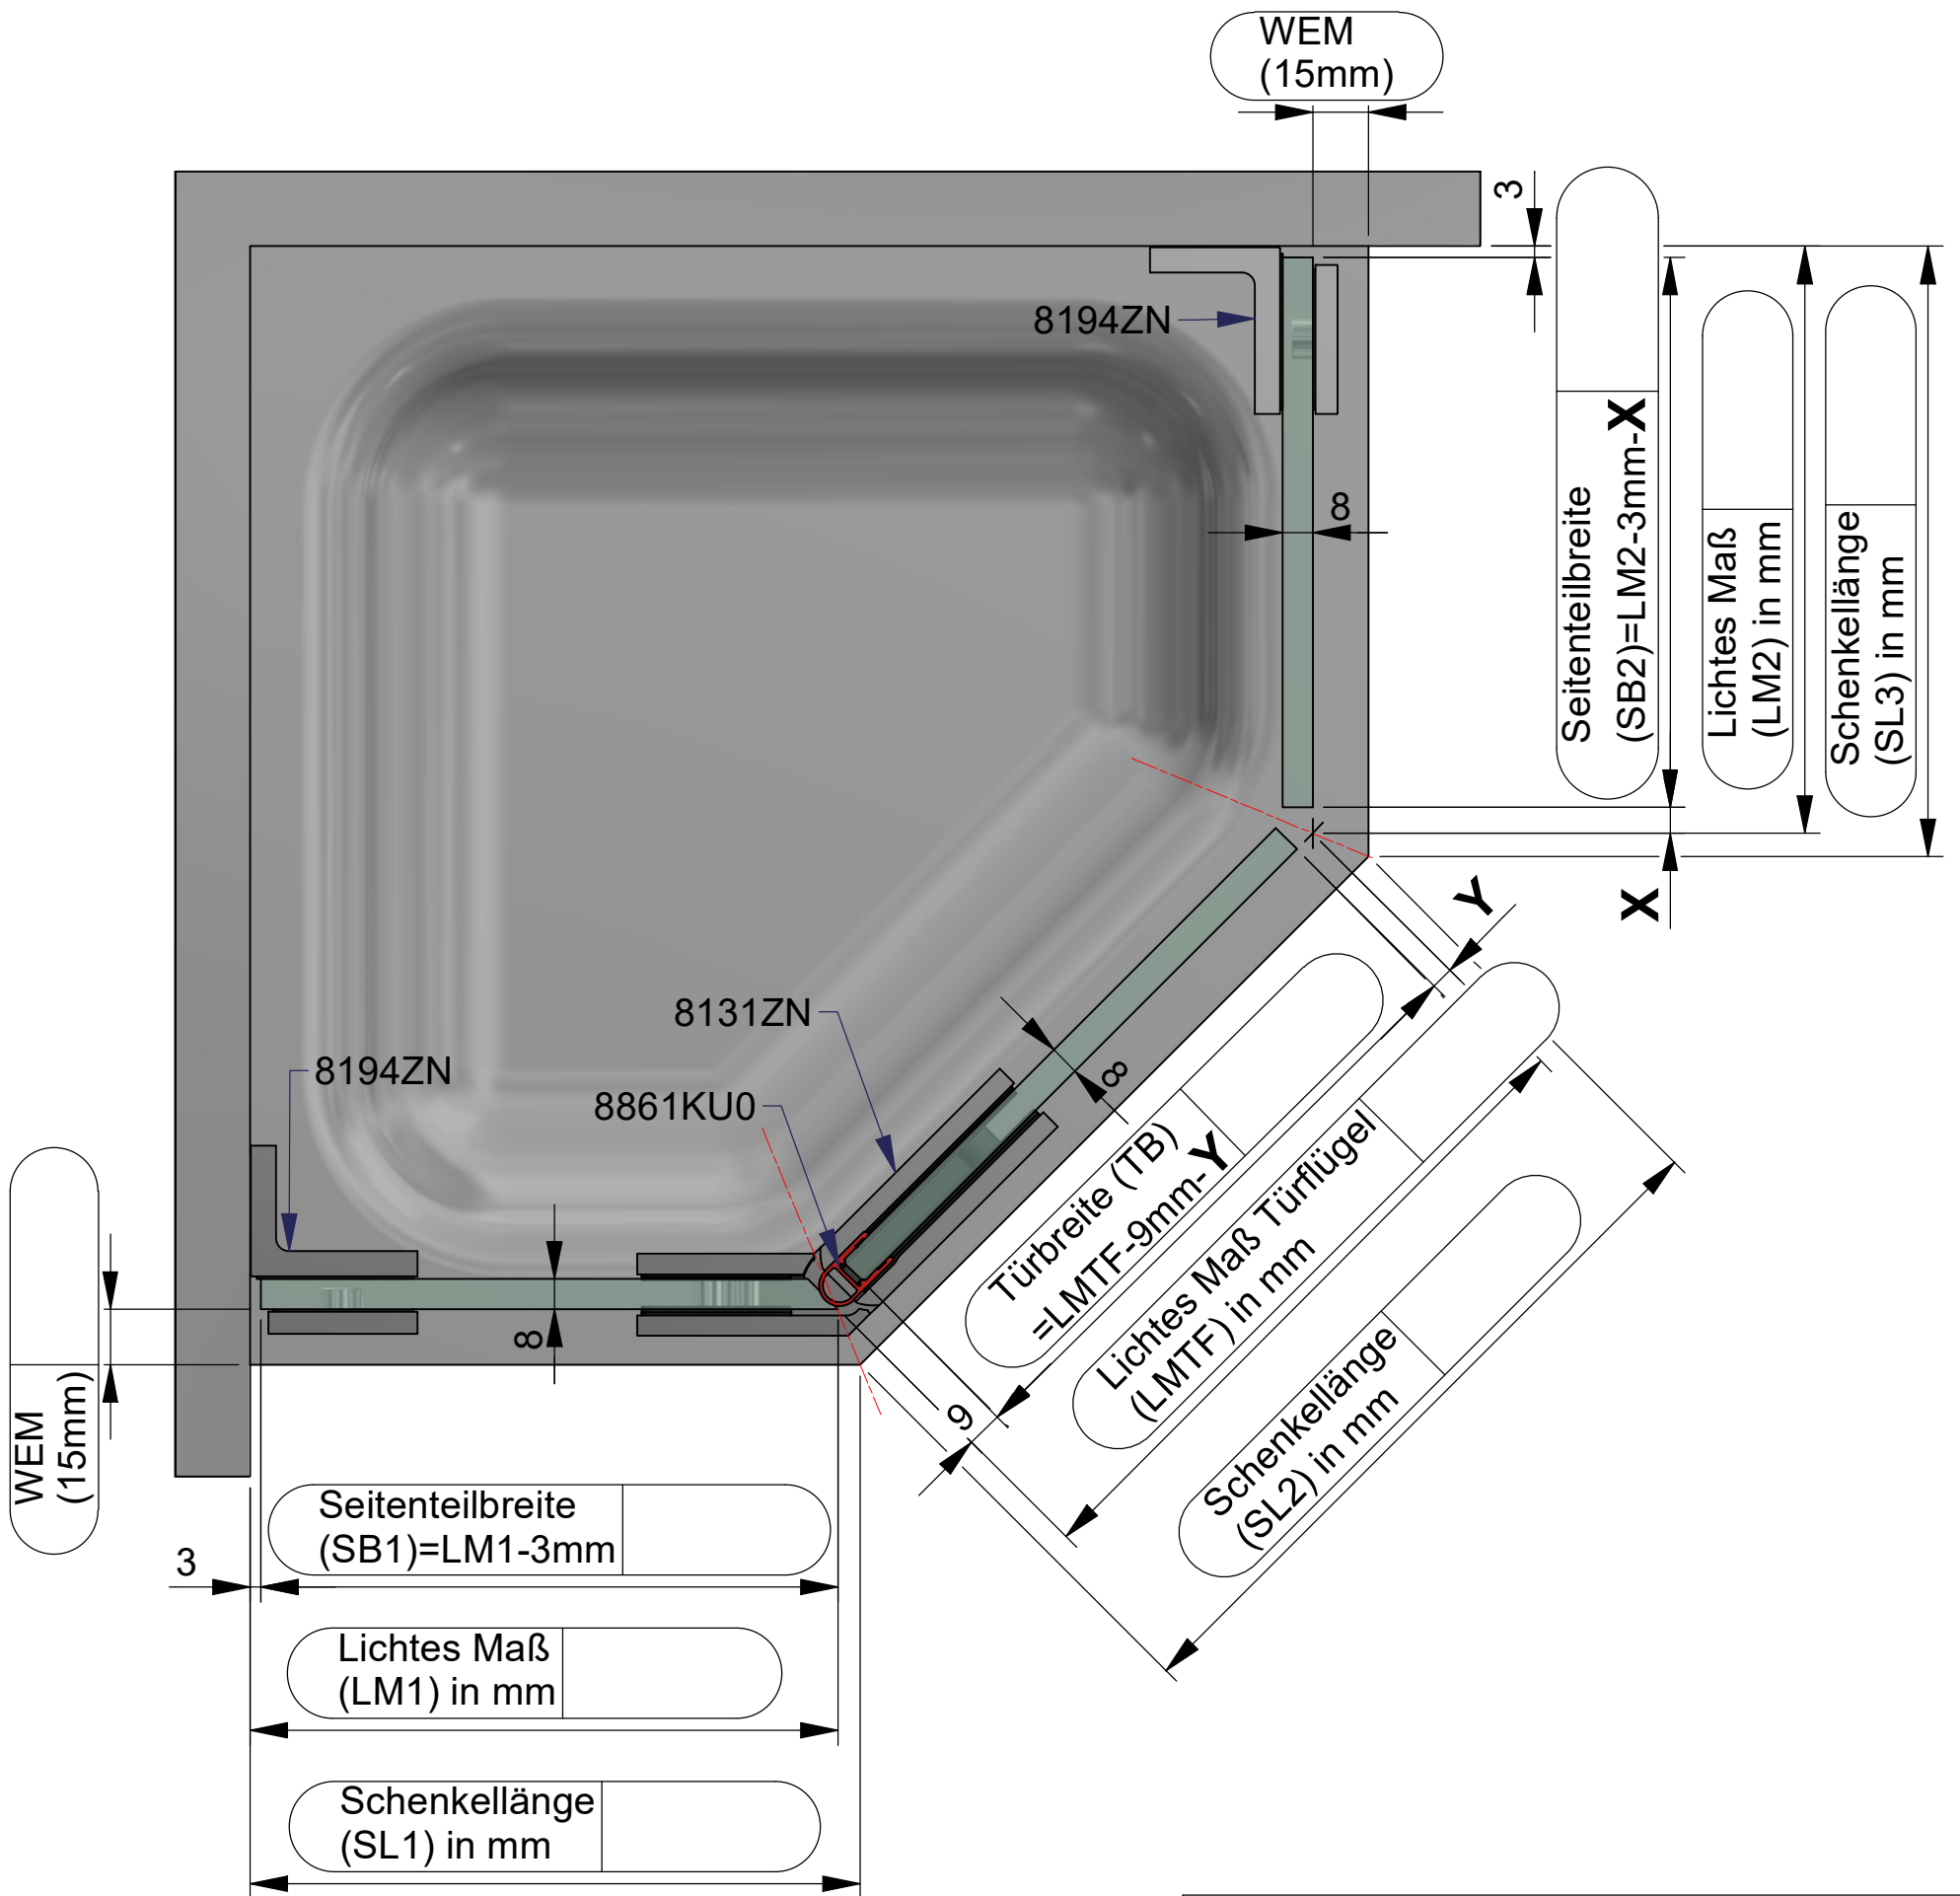 WEM
(15mm)
3
8194ZN
8
Seitenteilbreite
(SB2)=LM2-3mm-X
Lichtes Maß
(LM2) in mm
Schenkellänge
(SL3) in mm
X
Y
8131ZN
8
8194ZN
8861KU0
Türbreite (TB)
=LMTF-9mm-Y
Lichtes Maß Türflügel
(LMTF) in mm
Schenkellänge
(SL2) in mm
9
8
WEM
(15mm)
Seitenteilbreite
(SB1)=LM1-3mm
3
Lichtes Maß
(LM1) in mm
Schenkellänge
(SL1) in mm